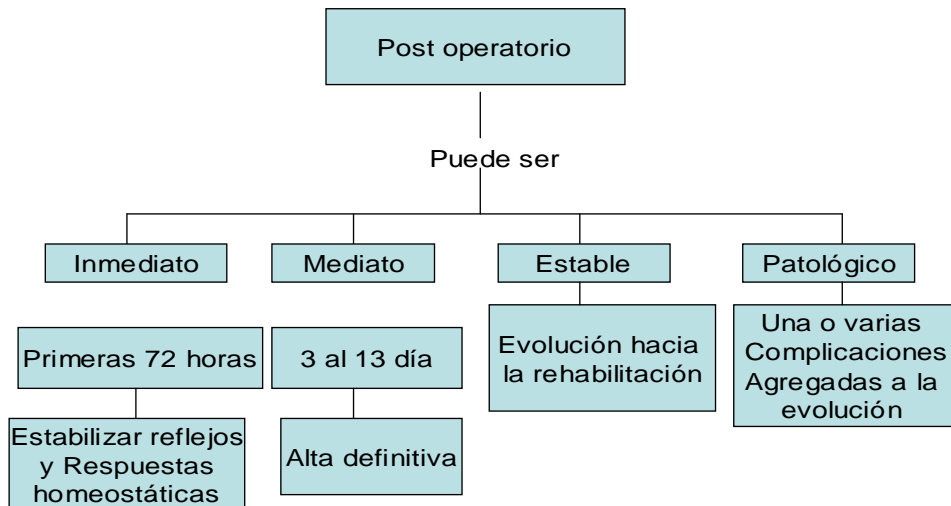 Post operatorio
Puede ser
Inmediato
Mediato
Estable
Patológico
Primeras 72 horas
3 al 13 día
Evolución hacia
la rehabilitación
Una o varias
Complicaciones
Agregadas a la
evolución
Estabilizar reflejos
y Respuestas
homeostáticas
Alta definitiva